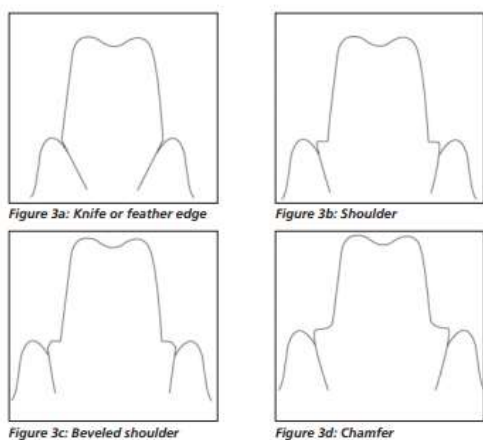 Figure 3a: Knife or feather edge
Figure 3b: Shoulder
Figure 3c: Beveled shoulder
Figure 3d: Chamfer